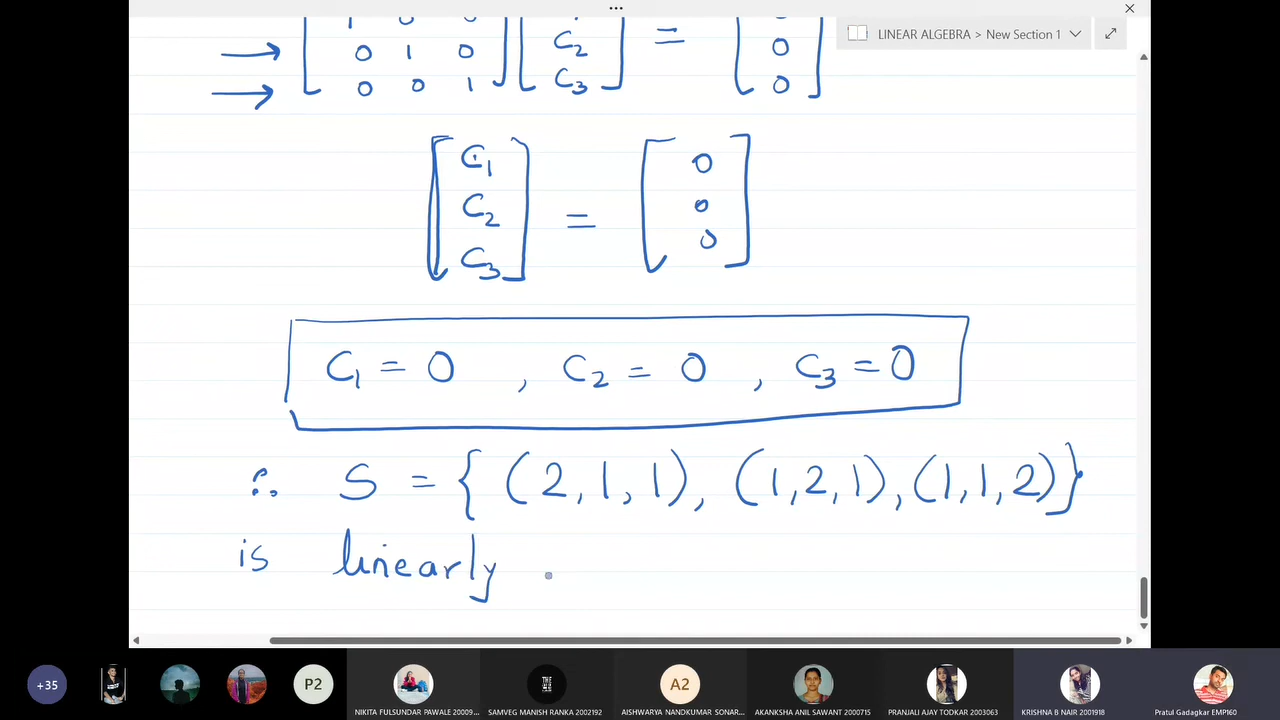 LINEAR ALGEBRA > New Section 1
→ 0 1 0 C2 = 0
→ 0 0 1 C3 0
C1 0
C2 = 0
C3 0
C1 = 0 , C2 = 0 , C3 = 0
∴ S = { (2, 1, 1), (1,2,1), (1,1,2)}
is linearly
+35
P2
A2
NIKITA FULSUNDAR PAWALE 20009...
SAMVEG MANISH RANKA 2002192
AISHWARYA NANDKUMAR SONAR...
AKANKSHA ANIL SAWANT 2000715
PRANJALI AJAY TODKAR 2003063
KRISHNA B NAIR 2001918
Pratul Gadagkar EMP160